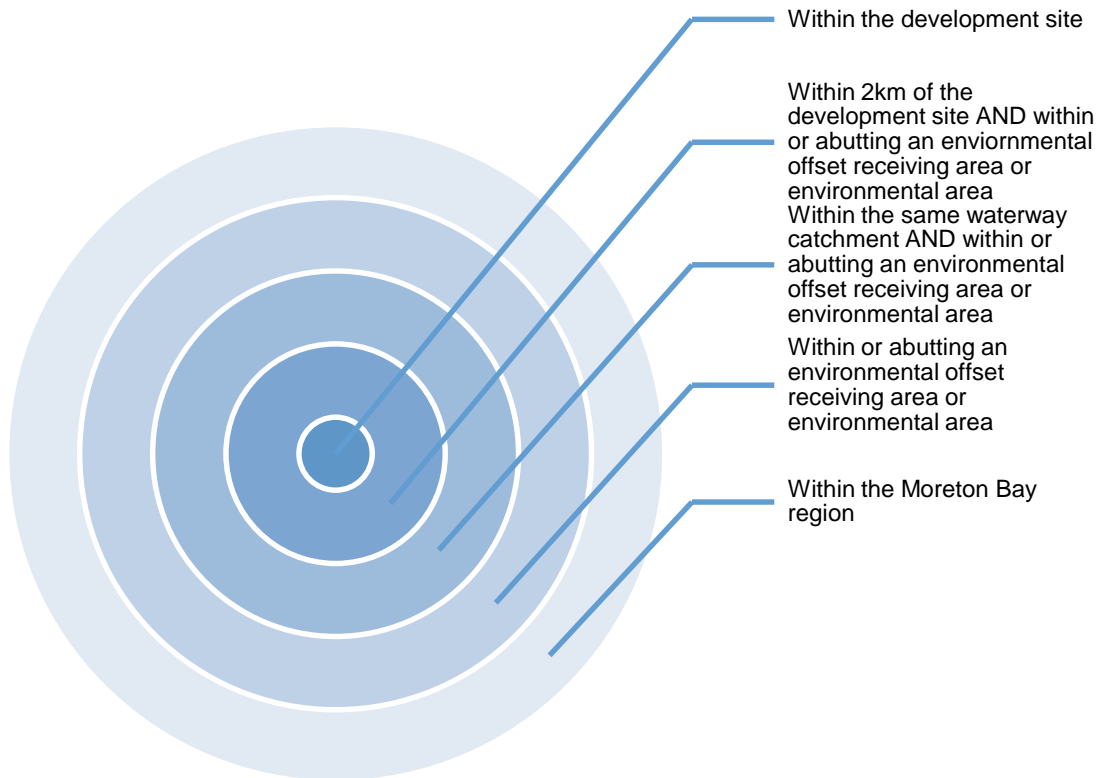 Within the development site
Within 2km of the
development site AND within
or abutting an enviornmental
offset receiving area or
environmental area
Within the same waterway
catchment AND within or
abutting an environmental
offset receiving area or
environmental area
Within or abutting an
environmental offset
receiving area or
environmental area
Within the Moreton Bay
region